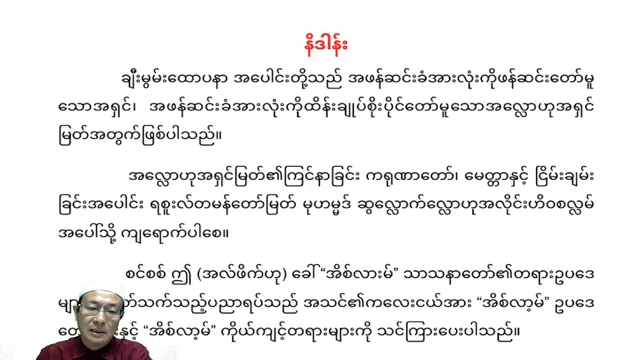 နိဒါန်း
ချီးမွမ်းထောပနာ အပေါင်းတို့သည် အဖန်ဆင်းခံအားလုံးကိုဖန်ဆင်းတော်မူ
သောအရှင်၊ အဖန်ဆင်းခံအားလုံးကိုထိန်းချုပ်စိုးပိုင်တော်မူသောအလ္လောဟုအရှင်
မြတ်အတွက်ဖြစ်ပါသည်။
အလ္လောဟုအရှင်မြတ်၏ကြင်နာခြင်း ကရုဏာတော်၊ မေတ္တာနှင့် ငြိမ်းချမ်း
ခြင်းအပေါင်း ရစူးလ်တမန်တော်မြတ် မုဟမ္မဒ် ဆွလ္လောက်လ္လောဟုအလိုင်းဟိဝစလ္လမ်
အပေါ်သို့ ကျရောက်ပါစေ။
စင်စစ် ဤ (အလ်ဖိက်ဟု) ခေါ် “အိစ်လားမ်” သာသနာတော်၏တရားဥပဒေ
သက်သည့်ပညာရပ်သည် အသင်၏ကလေးငယ်အား “အိစ်လာ့မ်” ဥပဒေ
“အိစ်လာ့မ်” ကိုယ်ကျင့်တရားများကို သင်ကြားပေးပါသည်။